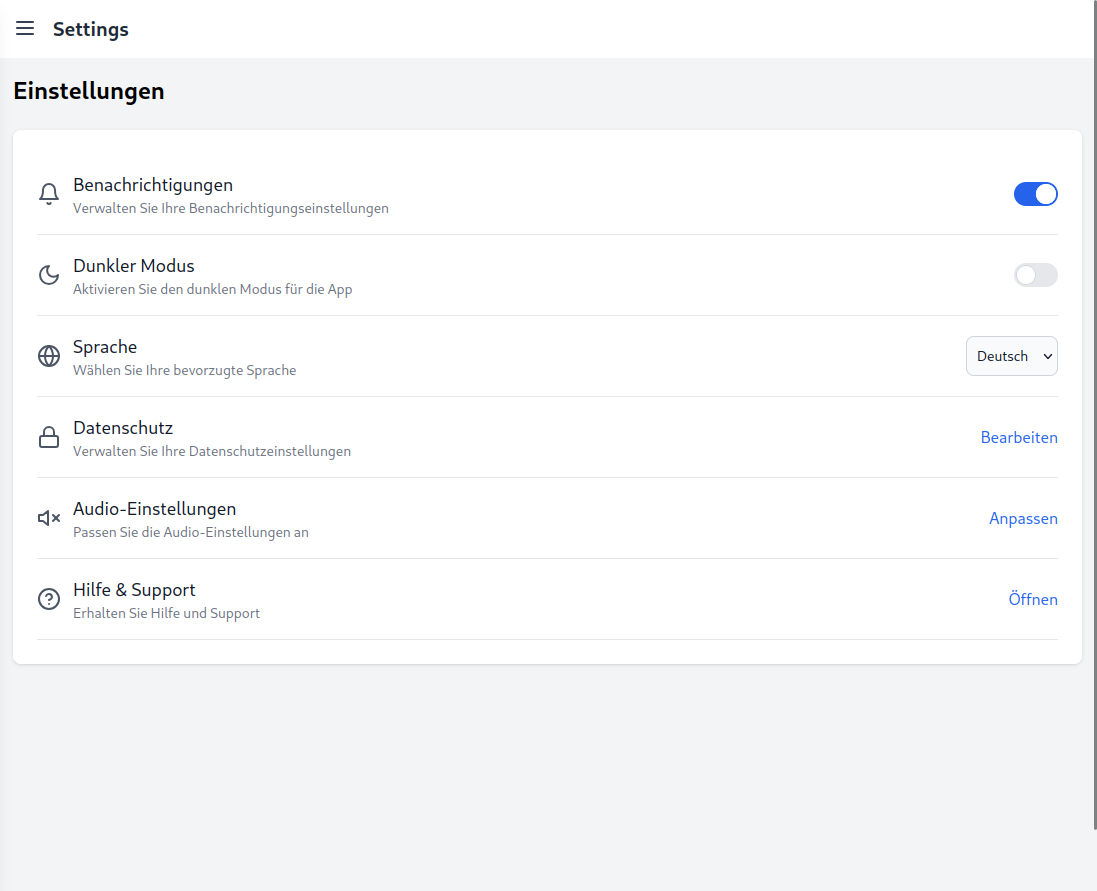 Settings
Einstellungen
Benachrichtigungen
Verwalten Sie Ihre Benachrichtigungseinstellungen
Dunkler Modus
Aktivieren Sie den dunklen Modus für die App
Sprache
Wählen Sie Ihre bevorzugte Sprache
Deutsch
Datenschutz
Verwalten Sie Ihre Datenschutzeinstellungen
Bearbeiten
Audio-Einstellungen
Passen Sie die Audio-Einstellungen an
Anpassen
Hilfe & Support
Erhalten Sie Hilfe und Support
Öffnen